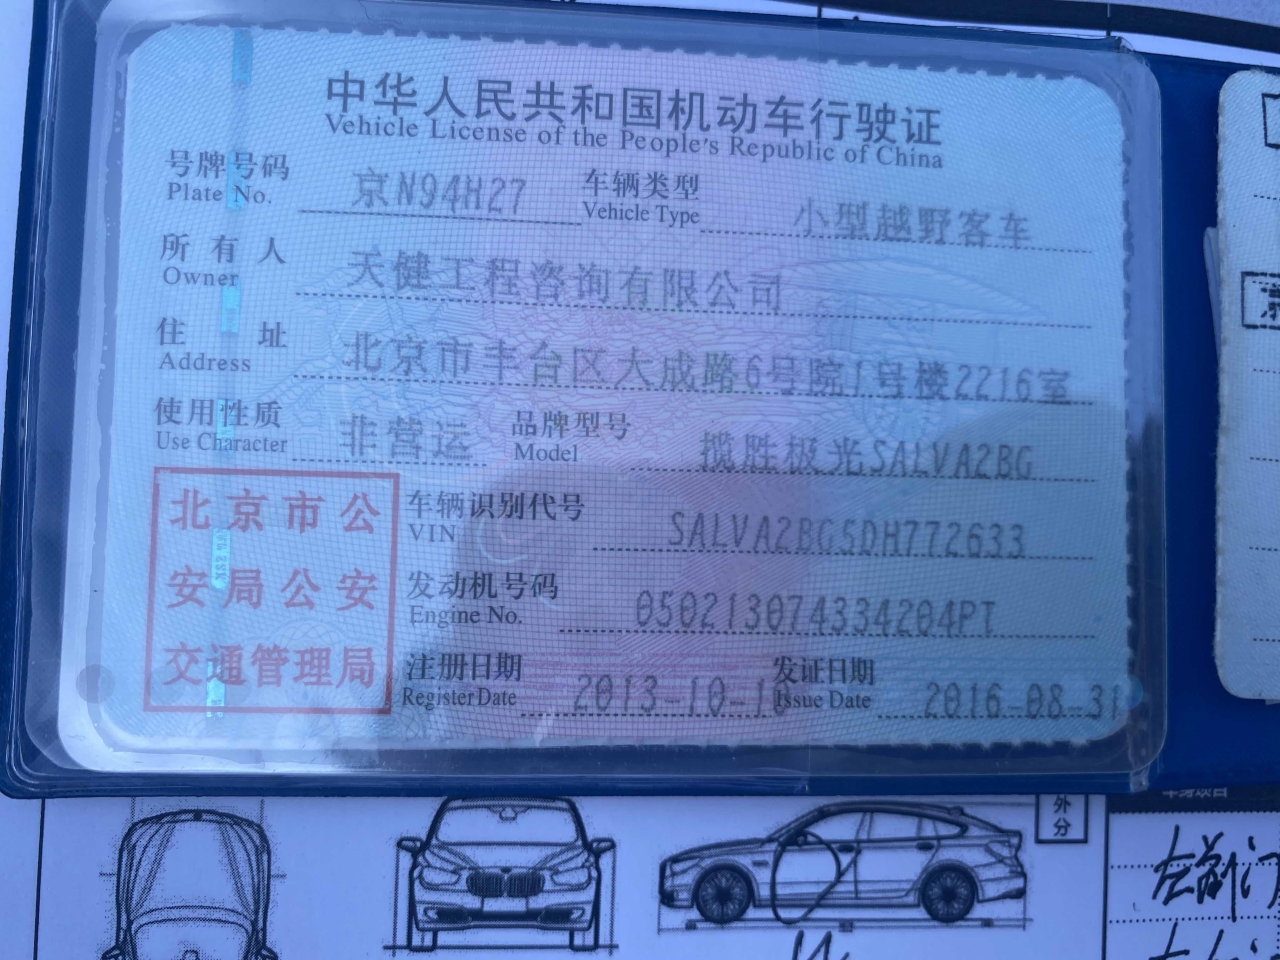 中华人民共和国机动车行驶证
Vehicle License of the People's Republic of China
号牌号码 京N94H27 车辆类型 小型越野客车
Plate No. Vehicle Type
所有人 天健工程咨询有限公司
Owner
住址 北京市丰台区大成路6号院1号楼2216室
Address
使用性质 非营运 品牌型号 揽胜极光SALVA2BG
Use Character Model
北京市公
安局公安
交通管理局
车辆识别代号 SALVA2BG5DH772633
VIN
发动机号码 050213074334204PT
Engine No.
注册日期 2013-10-1 发证日期 2016-08-31
Register Date Issue Date
外
分
左前门